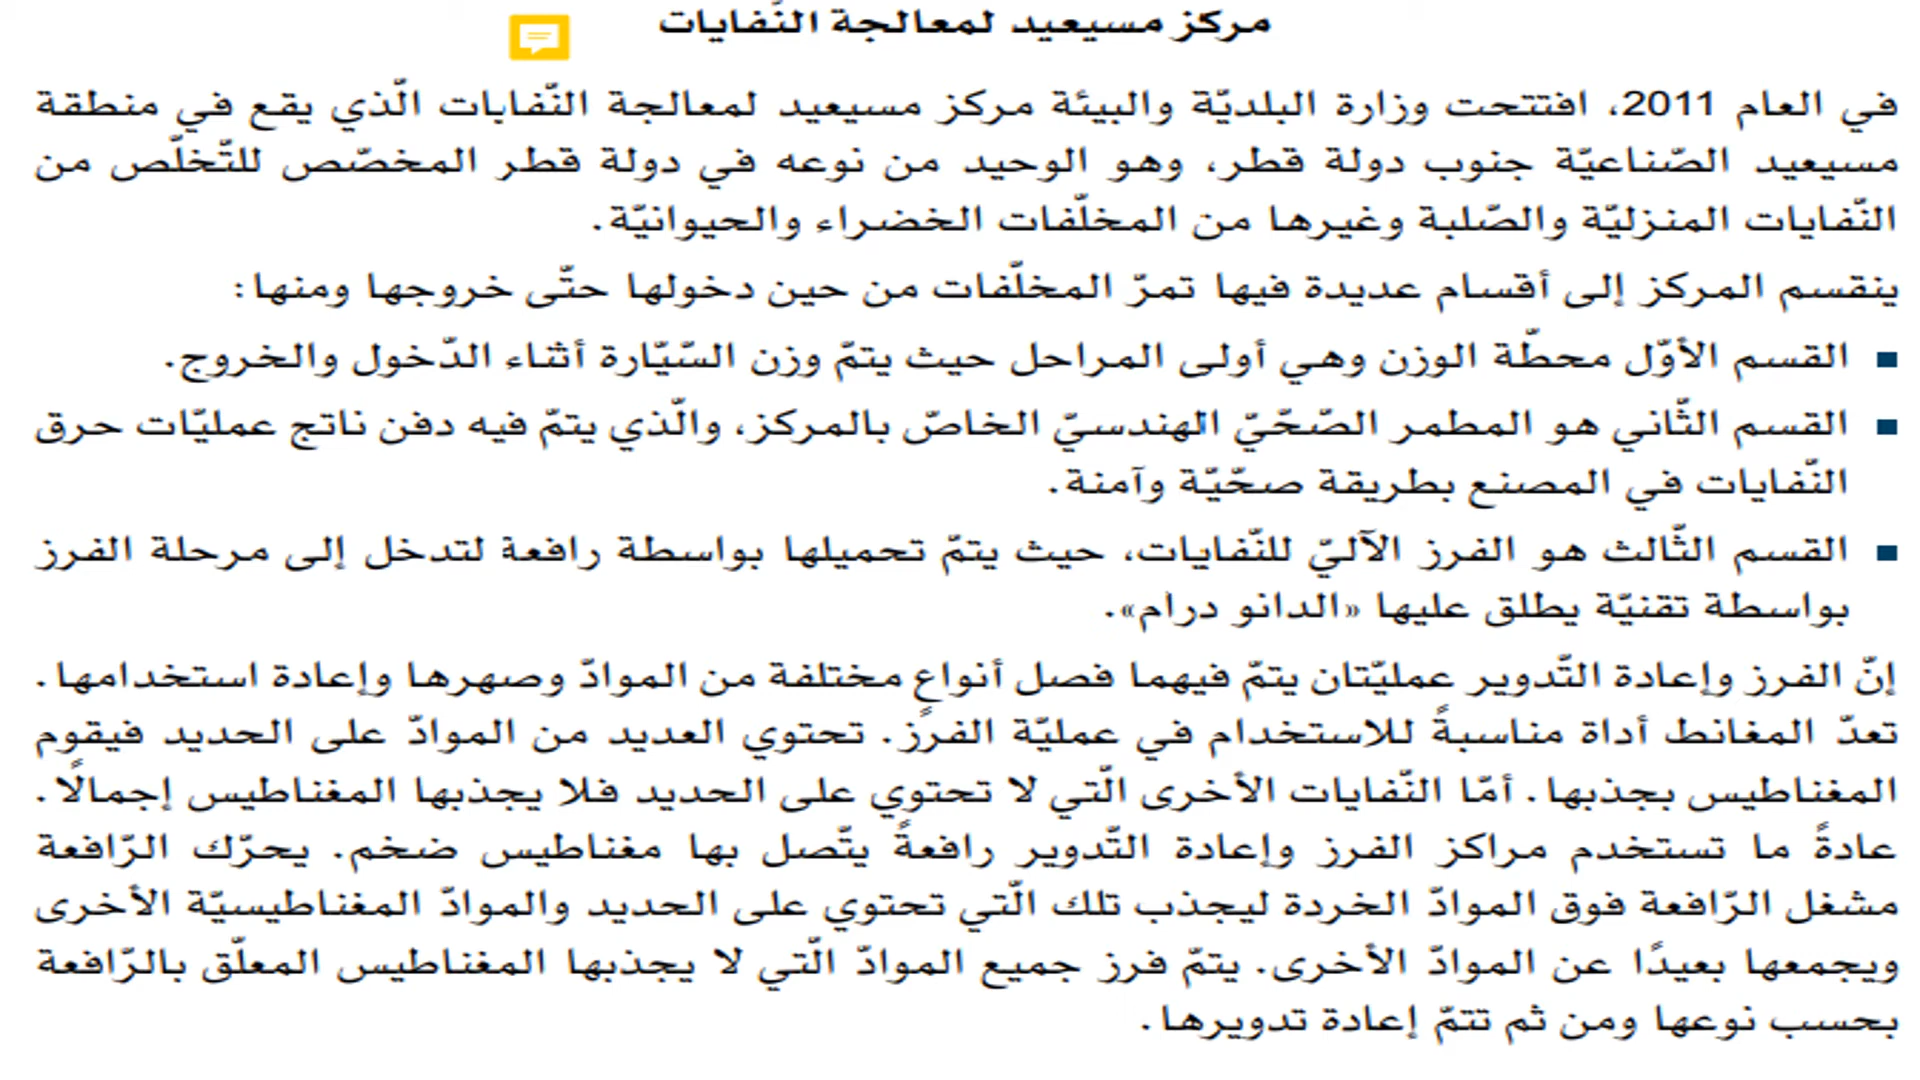 مركز مسيعيد لمعالجة النّفايات
في العام 2011، افتتحت وزارة البلديّة والبيئة مركز مسيعيد لمعالجة النّفابات الّذي يقع في منطقة
مسيعيد الصّناعيّة جنوب دولة قطر، وهو الوحيد من نوعه في دولة قطر المخصّص للتّخلّص من
النّفايات المنزليّة والصّلبة وغيرها من المخلّفات الخضراء والحيوانيّة.
ينقسم المركز إلى أقسام عديدة فيها تمرّ المخلّفات من حين دخولها حتّى خروجها ومنها:
▪ القسم الأوّل محطّة الوزن وهي أولى المراحل حيث يتمّ وزن السّيّارة أثناء الدّخول والخروج.
▪ القسم الثّاني هو المطمر الصّحّيّ الهندسيّ الخاصّ بالمركز، والّذي يتمّ فيه دفن ناتج عمليّات حرق
النّفايات في المصنع بطريقة صحّيّة وآمنة.
▪ القسم الثّالث هو الفرز الآليّ للنّفايات، حيث يتمّ تحميلها بواسطة رافعة لتدخل إلى مرحلة الفرز
بواسطة تقنيّة يطلق عليها «الدانو درام».
إنّ الفرز وإعادة التّدوير عمليّتان يتمّ فيهما فصل أنواعٍ مختلفة من الموادّ وصهرها وإعادة استخدامها.
تعدّ المغانط أداة مناسبةً للاستخدام في عمليّة الفرز. تحتوي العديد من الموادّ على الحديد فيقوم
المغناطيس بجذبها. أمّا النّفايات الأخرى الّتي لا تحتوي على الحديد فلا يجذبها المغناطيس إجمالًا.
عادةً ما تستخدم مراكز الفرز وإعادة التّدوير رافعةً يتّصل بها مغناطيس ضخم. يحرّك الرّافعة
مشغل الرّافعة فوق الموادّ الخردة ليجذب تلك الّتي تحتوي على الحديد والموادّ المغناطيسيّة الأخرى
ويجمعها بعيدًا عن الموادّ الأخرى. يتمّ فرز جميع الموادّ الّتي لا يجذبها المغناطيس المعلّق بالرّافعة
بحسب نوعها ومن ثم تتمّ إعادة تدويرها.